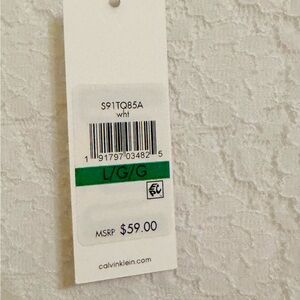 S91TQ85A
wht
1 91797 03482 5
L/G/G
MSRP $59.00
calvinklein.com